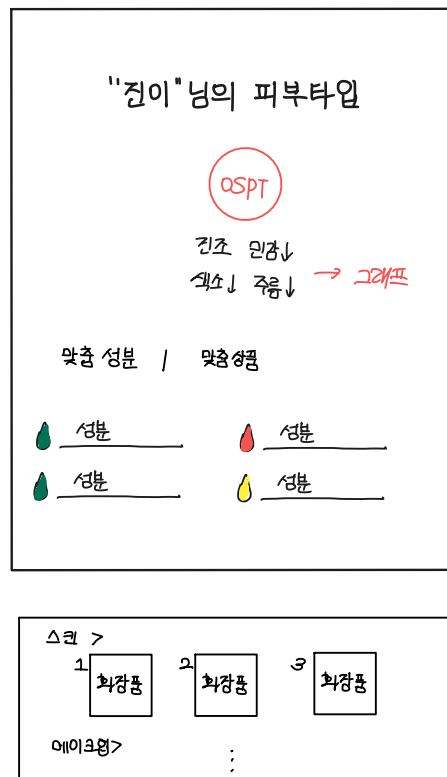 "진이"님의 피부타입
OSPT
진조 민감↓
색소↓ 주름↓ → 그래프
맞춤 성분 / 맞춤상품
성분 성분
성분 성분
스킨 >
1 화장품 2 화장품 3 화장품
메이크업>
⋮